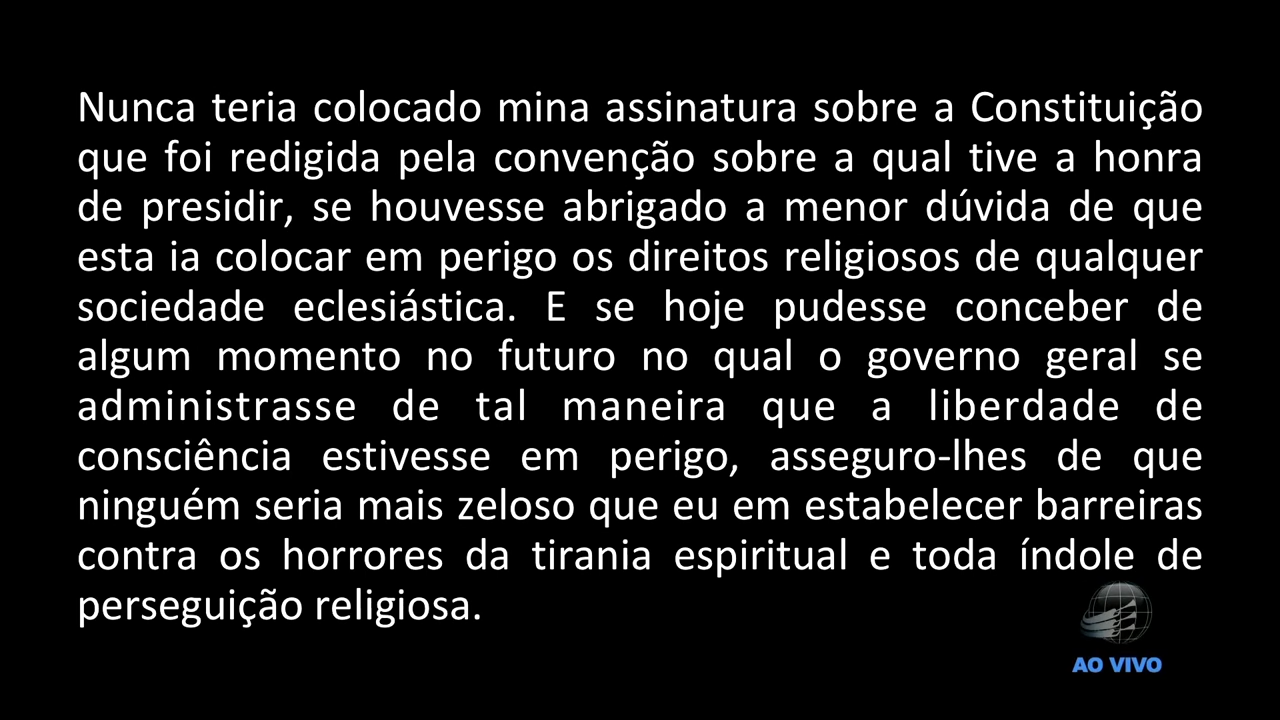 Nunca teria colocado mina assinatura sobre a Constituição
que foi redigida pela convenção sobre a qual tive a honra
de presidir, se houvesse abrigado a menor dúvida de que
esta ia colocar em perigo os direitos religiosos de qualquer
sociedade eclesiástica. E se hoje pudesse conceber de
algum momento no futuro no qual o governo geral se
administrasse de tal maneira que a liberdade de
consciência estivesse em perigo, asseguro-lhes de que
ninguém seria mais zeloso que eu em estabelecer barreiras
contra os horrores da tirania espiritual e toda índole de
perseguição religiosa.
AO VIVO